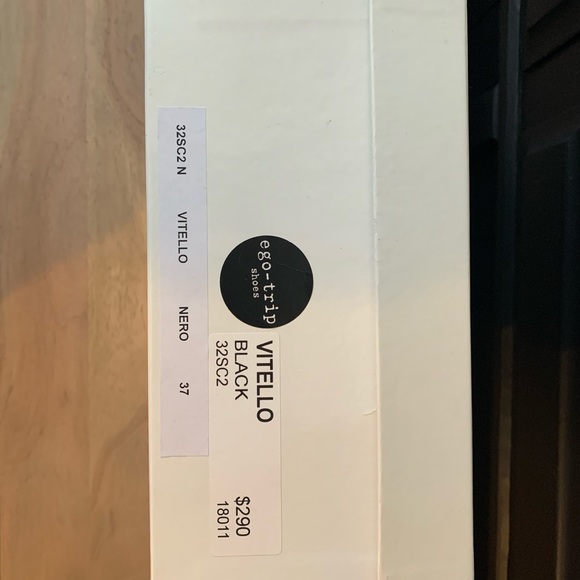 ego-trip
shoes
VITELLO
BLACK $290
32SC2 18011
32SC2 N VITELLO NERO 37